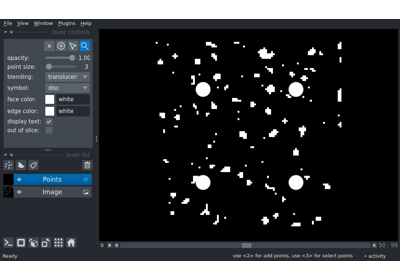 File View Window Plugins Help
layer controls
opacity: 1.00
point size: 3
blending: translucen
symbol: disc
face color: white
edge color: white
display text:
out of slice:
layer list
Points
Image
0 50 99
Ready use <2> for add points, use <3> for select points activity